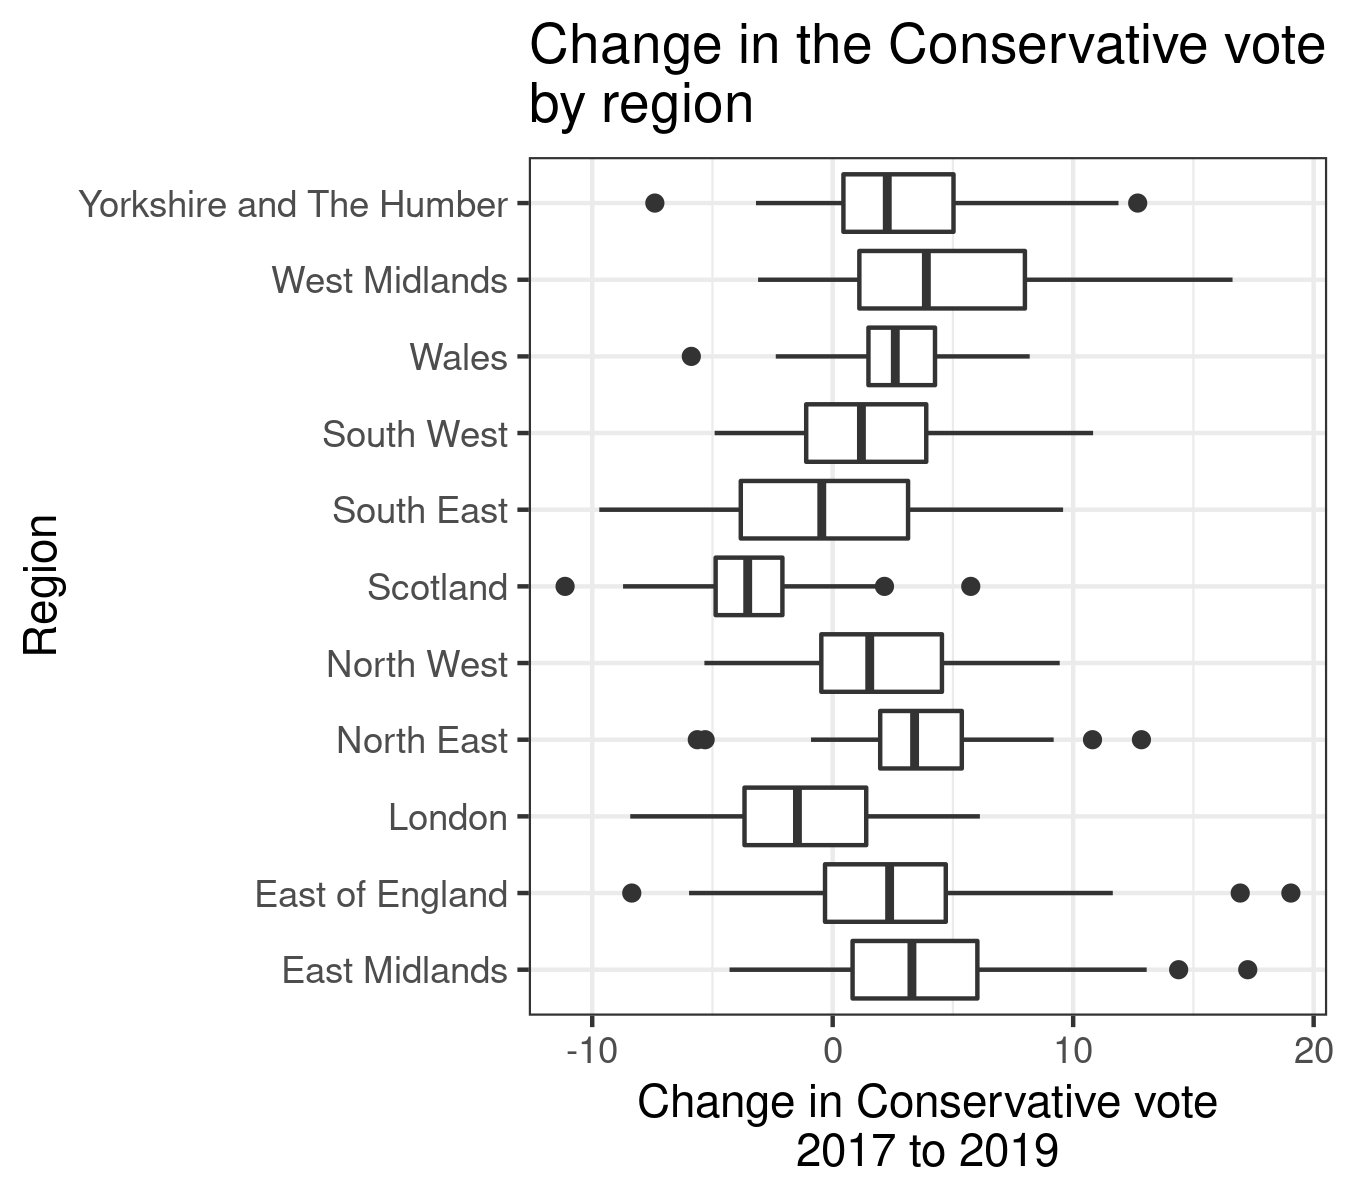 Change in the Conservative vote
by region
Yorkshire and The Humber
West Midlands
Wales
South West
South East
Scotland
North West
North East
London
East of England
East Midlands
Region
-10 0 10 20
Change in Conservative vote
2017 to 2019